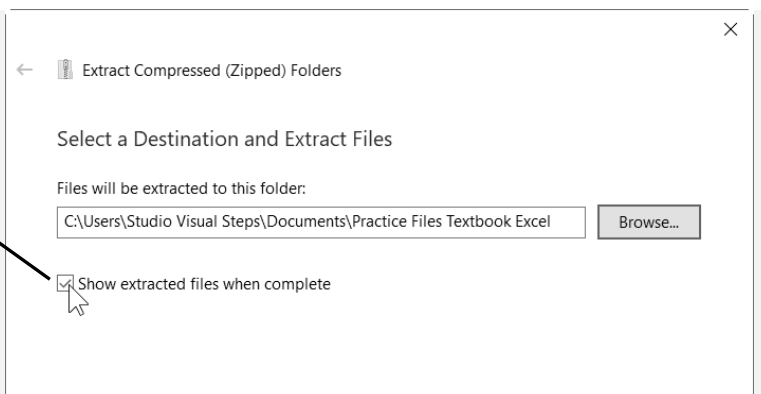 Extract Compressed (Zipped) Folders
Select a Destination and Extract Files
Files will be extracted to this folder:
C:\Users\Studio Visual Steps\Documents\Practice Files Textbook Excel Browse...
Show extracted files when complete